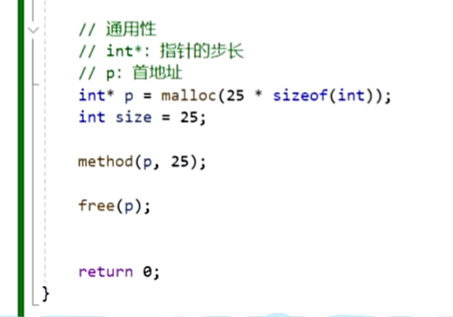 // 通用性
// int*: 指针的步长
// p: 首地址
int* p = malloc(25 * sizeof(int));
int size = 25;
method(p, 25);
free(p);
return 0;
}